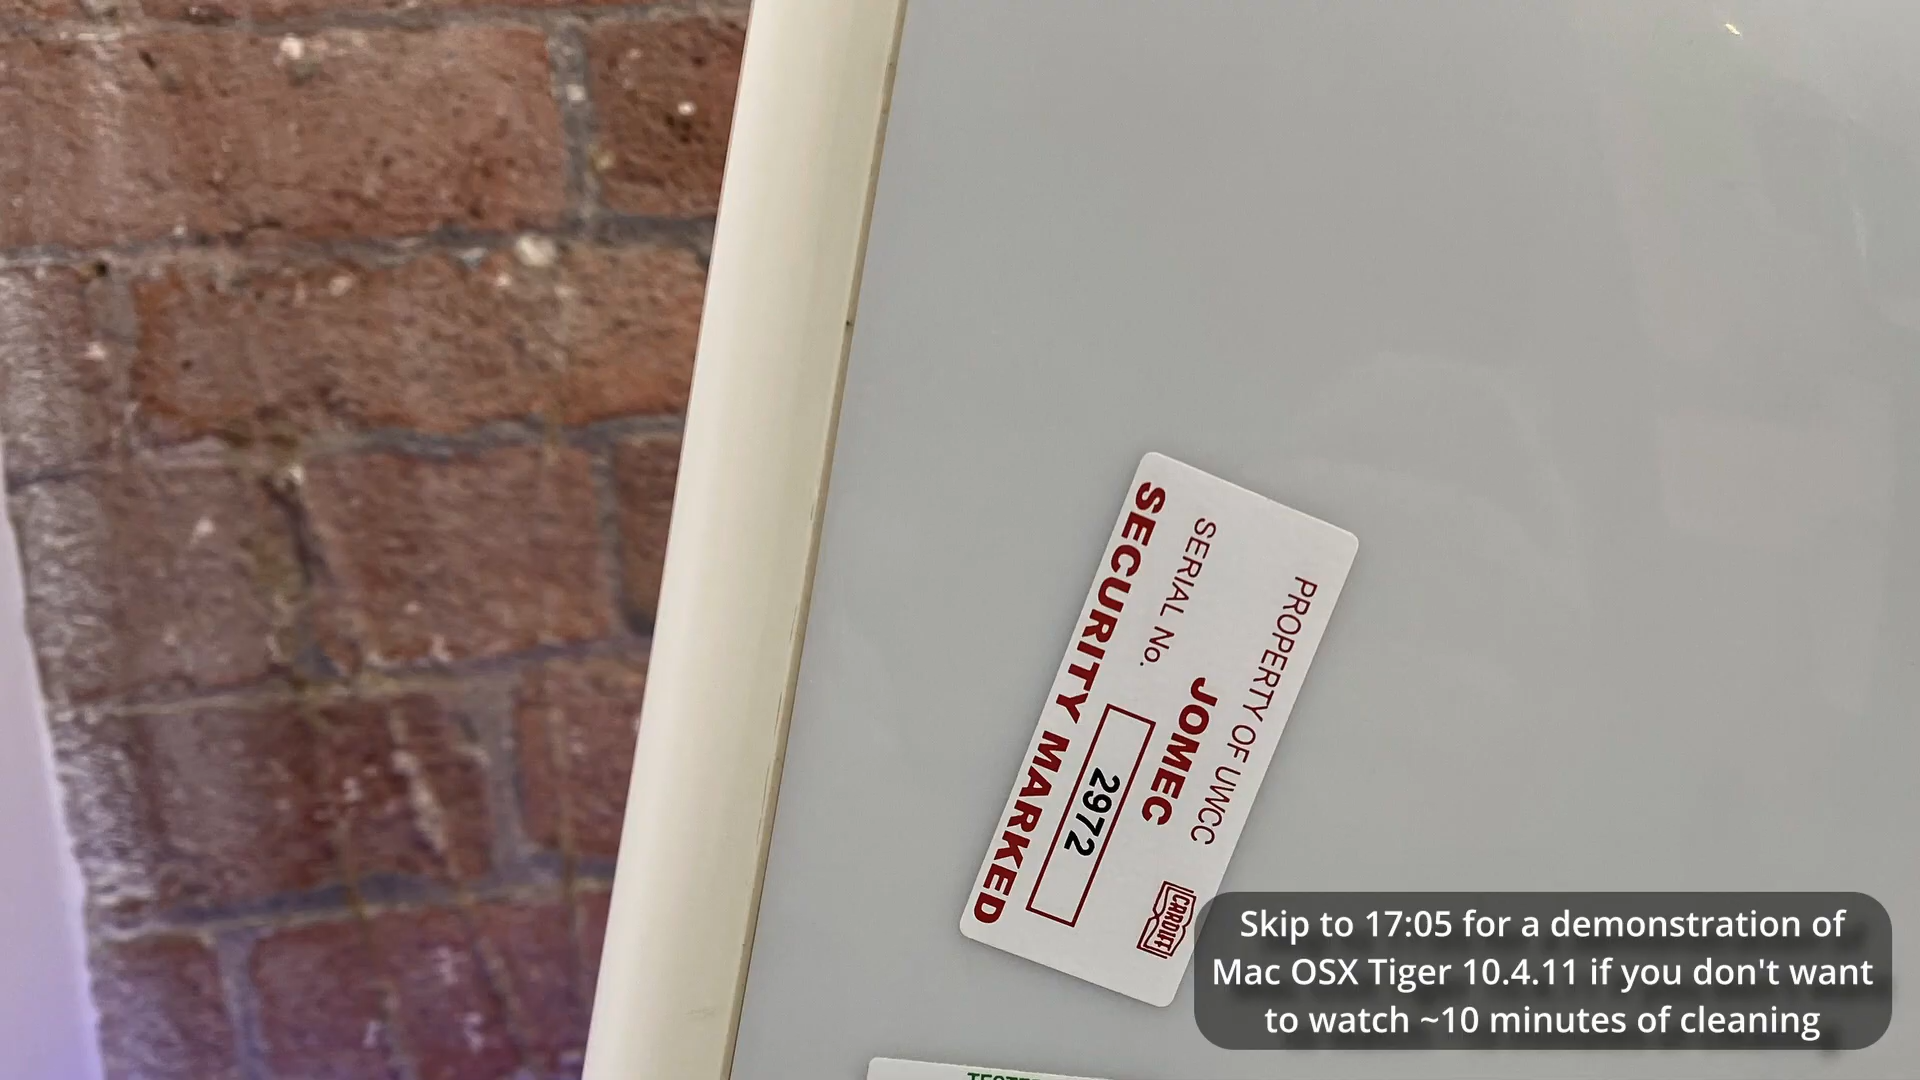 PROPERTY OF UWCC
JOMEC
CARDIFF
SERIAL No.
2972
SECURITY MARKED
Skip to 17:05 for a demonstration of
Mac OSX Tiger 10.4.11 if you don't want
to watch ~10 minutes of cleaning